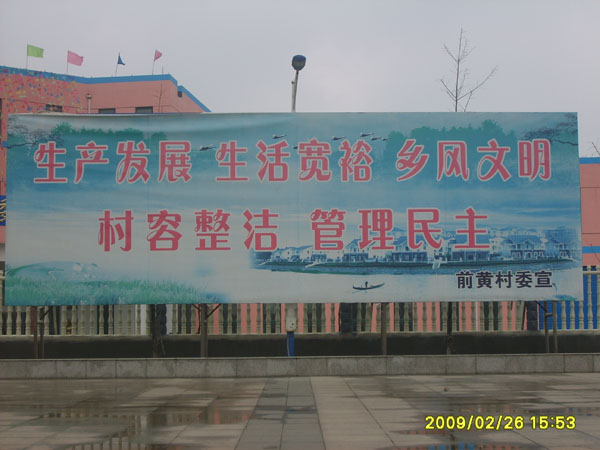 生产发展 生活宽裕 乡风文明
村容整洁 管理民主
前黄村委宣
2009/02/26 15:53